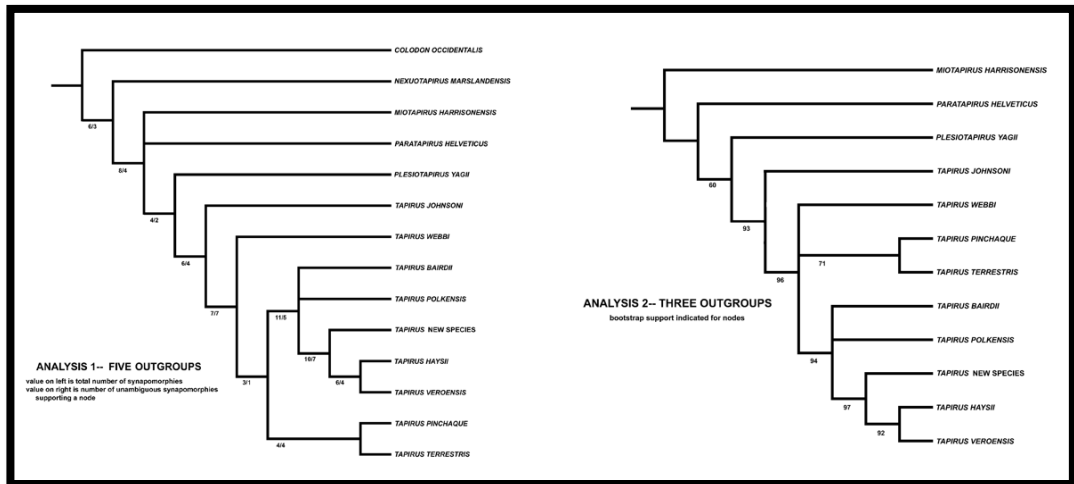 COLODON OCCIDENTALIS
NEXUOTAPIRUS MARSLANDENSIS
6/3
MIOTAPIRUS HARRISONENSIS
PARATAPIRUS HELVETICUS
8/4
PLESIOTAPIRUS YAGII
4/2
TAPIRUS JOHNSONI
TAPIRUS WEBBI
6/4
TAPIRUS BAIRDII
TAPIRUS POLKENSIS
7/7
11/5
TAPIRUS NEW SPECIES
10/7
TAPIRUS HAYSII
6/4
3/1
TAPIRUS VEROENSIS
TAPIRUS PINCHAQUE
4/4
TAPIRUS TERRESTRIS
ANALYSIS 1-- FIVE OUTGROUPS
value on left is total number of synapomorphies
value on right is number of unambiguous synapomorphies
supporting a node
MIOTAPIRUS HARRISONENSIS
PARATAPIRUS HELVETICUS
PLESIOTAPIRUS YAGII
60
TAPIRUS JOHNSONI
93
TAPIRUS WEBBI
TAPIRUS PINCHAQUE
71
TAPIRUS TERRESTRIS
96
TAPIRUS BAIRDII
TAPIRUS POLKENSIS
94
TAPIRUS NEW SPECIES
97
TAPIRUS HAYSII
92
TAPIRUS VEROENSIS
ANALYSIS 2-- THREE OUTGROUPS
bootstrap support indicated for nodes